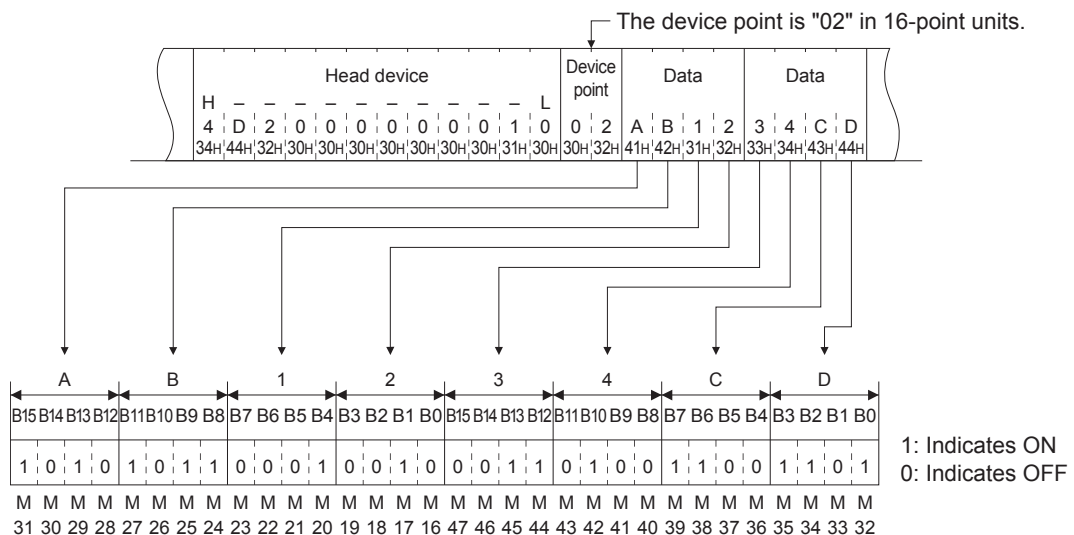 The device point is "02" in 16-point units.
Head device Device point Data Data
H – – – – – – – – – – L
4 D 2 0 0 0 0 0 0 0 1 0 0 2 A B 1 2 3 4 C D
34H 44H 32H 30H 30H 30H 30H 30H 30H 30H 31H 30H 30H 32H 41H 42H 31H 32H 33H 34H 43H 44H
A B 1 2 3 4 C D
B15 B14 B13 B12 B11 B10 B9 B8 B7 B6 B5 B4 B3 B2 B1 B0 B15 B14 B13 B12 B11 B10 B9 B8 B7 B6 B5 B4 B3 B2 B1 B0
1 0 1 0 1 0 1 1 0 0 0 1 0 0 1 0 0 0 1 1 0 1 0 0 1 1 0 0 1 1 0 1
1: Indicates ON
0: Indicates OFF
M M M M M M M M M M M M M M M M M M M M M M M M M M M M M M M M
31 30 29 28 27 26 25 24 23 22 21 20 19 18 17 16 47 46 45 44 43 42 41 40 39 38 37 36 35 34 33 32